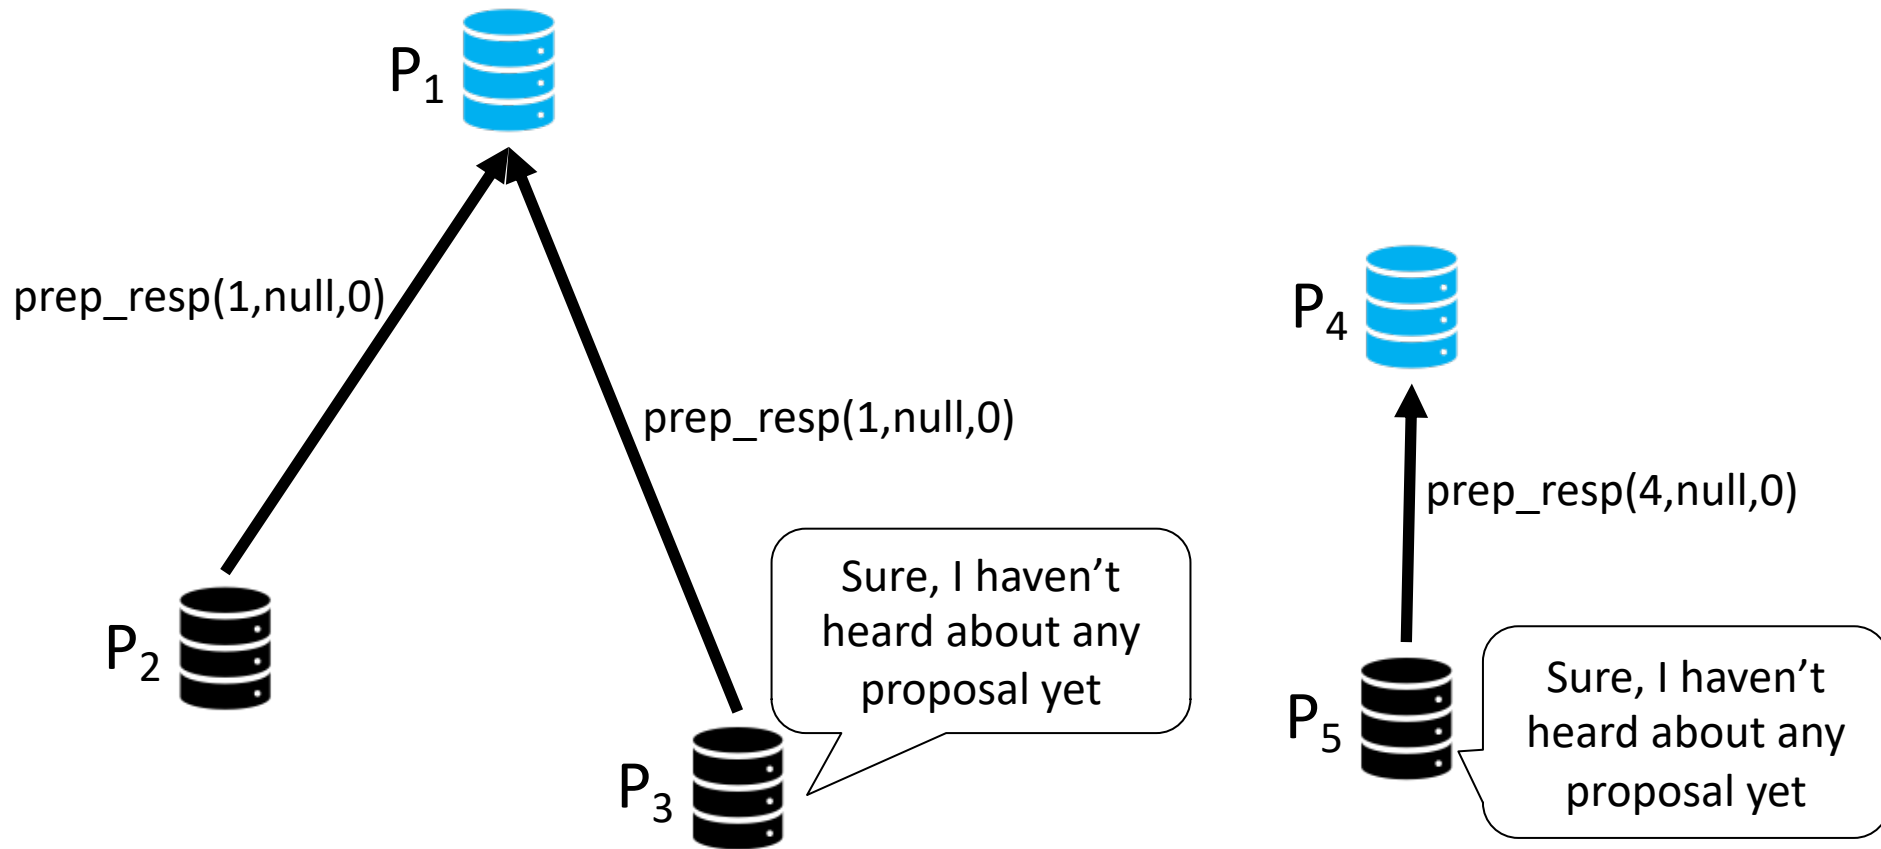 P₁
prep_resp(1,null,0)
P₄
prep_resp(1,null,0)
prep_resp(4,null,0)
P₂
Sure, I haven’t
heard about any
proposal yet
P₃
P₅
Sure, I haven’t
heard about any
proposal yet